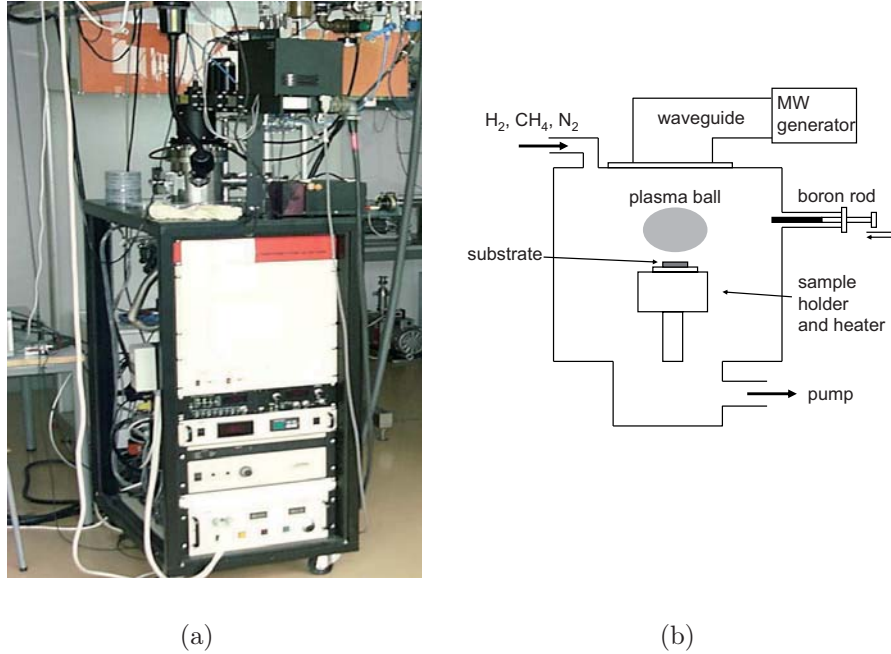 H2, CH4, N2
waveguide
MW
generator
plasma ball
boron rod
substrate
sample
holder
and heater
pump
(a)
(b)